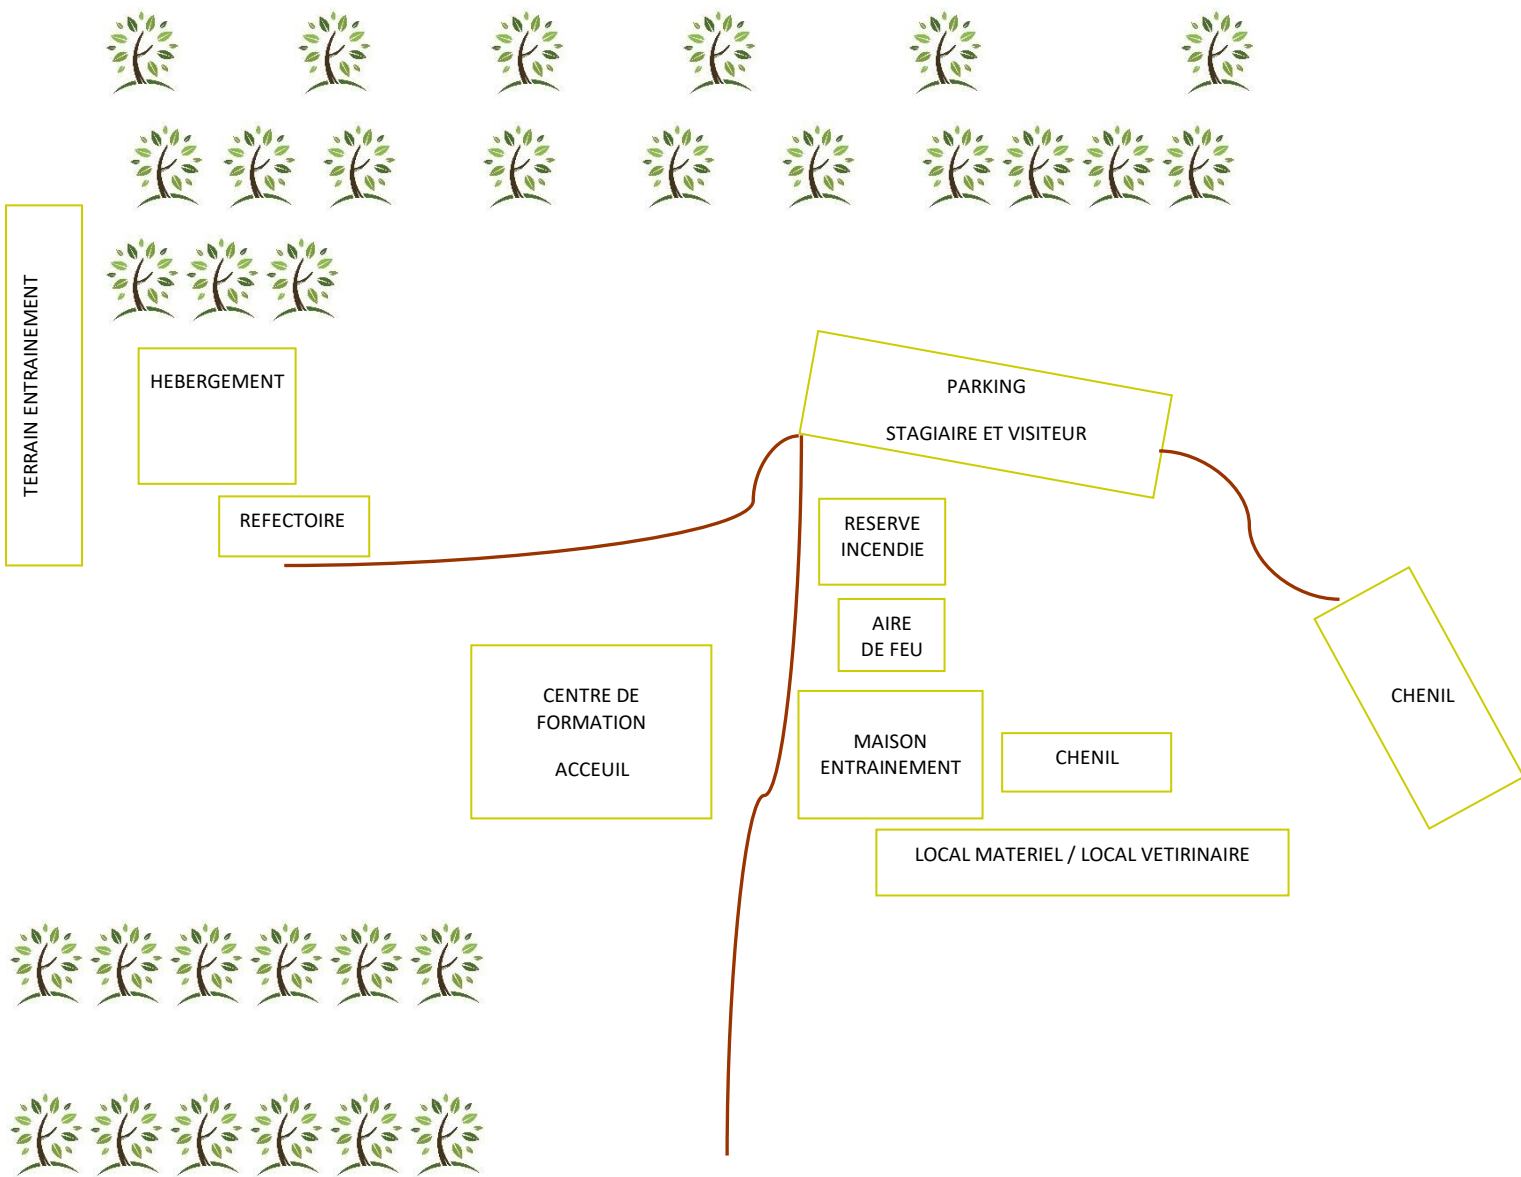 TERRAIN ENTRAINEMENT
HEBERGEMENT
REFECTOIRE
PARKING
STAGIAIRE ET VISITEUR
RESERVE
INCENDIE
AIRE
DE FEU
CENTRE DE
FORMATION
ACCEUIL
MAISON
ENTRAINEMENT
CHENIL
CHENIL
LOCAL MATERIEL / LOCAL VETIRINAIRE